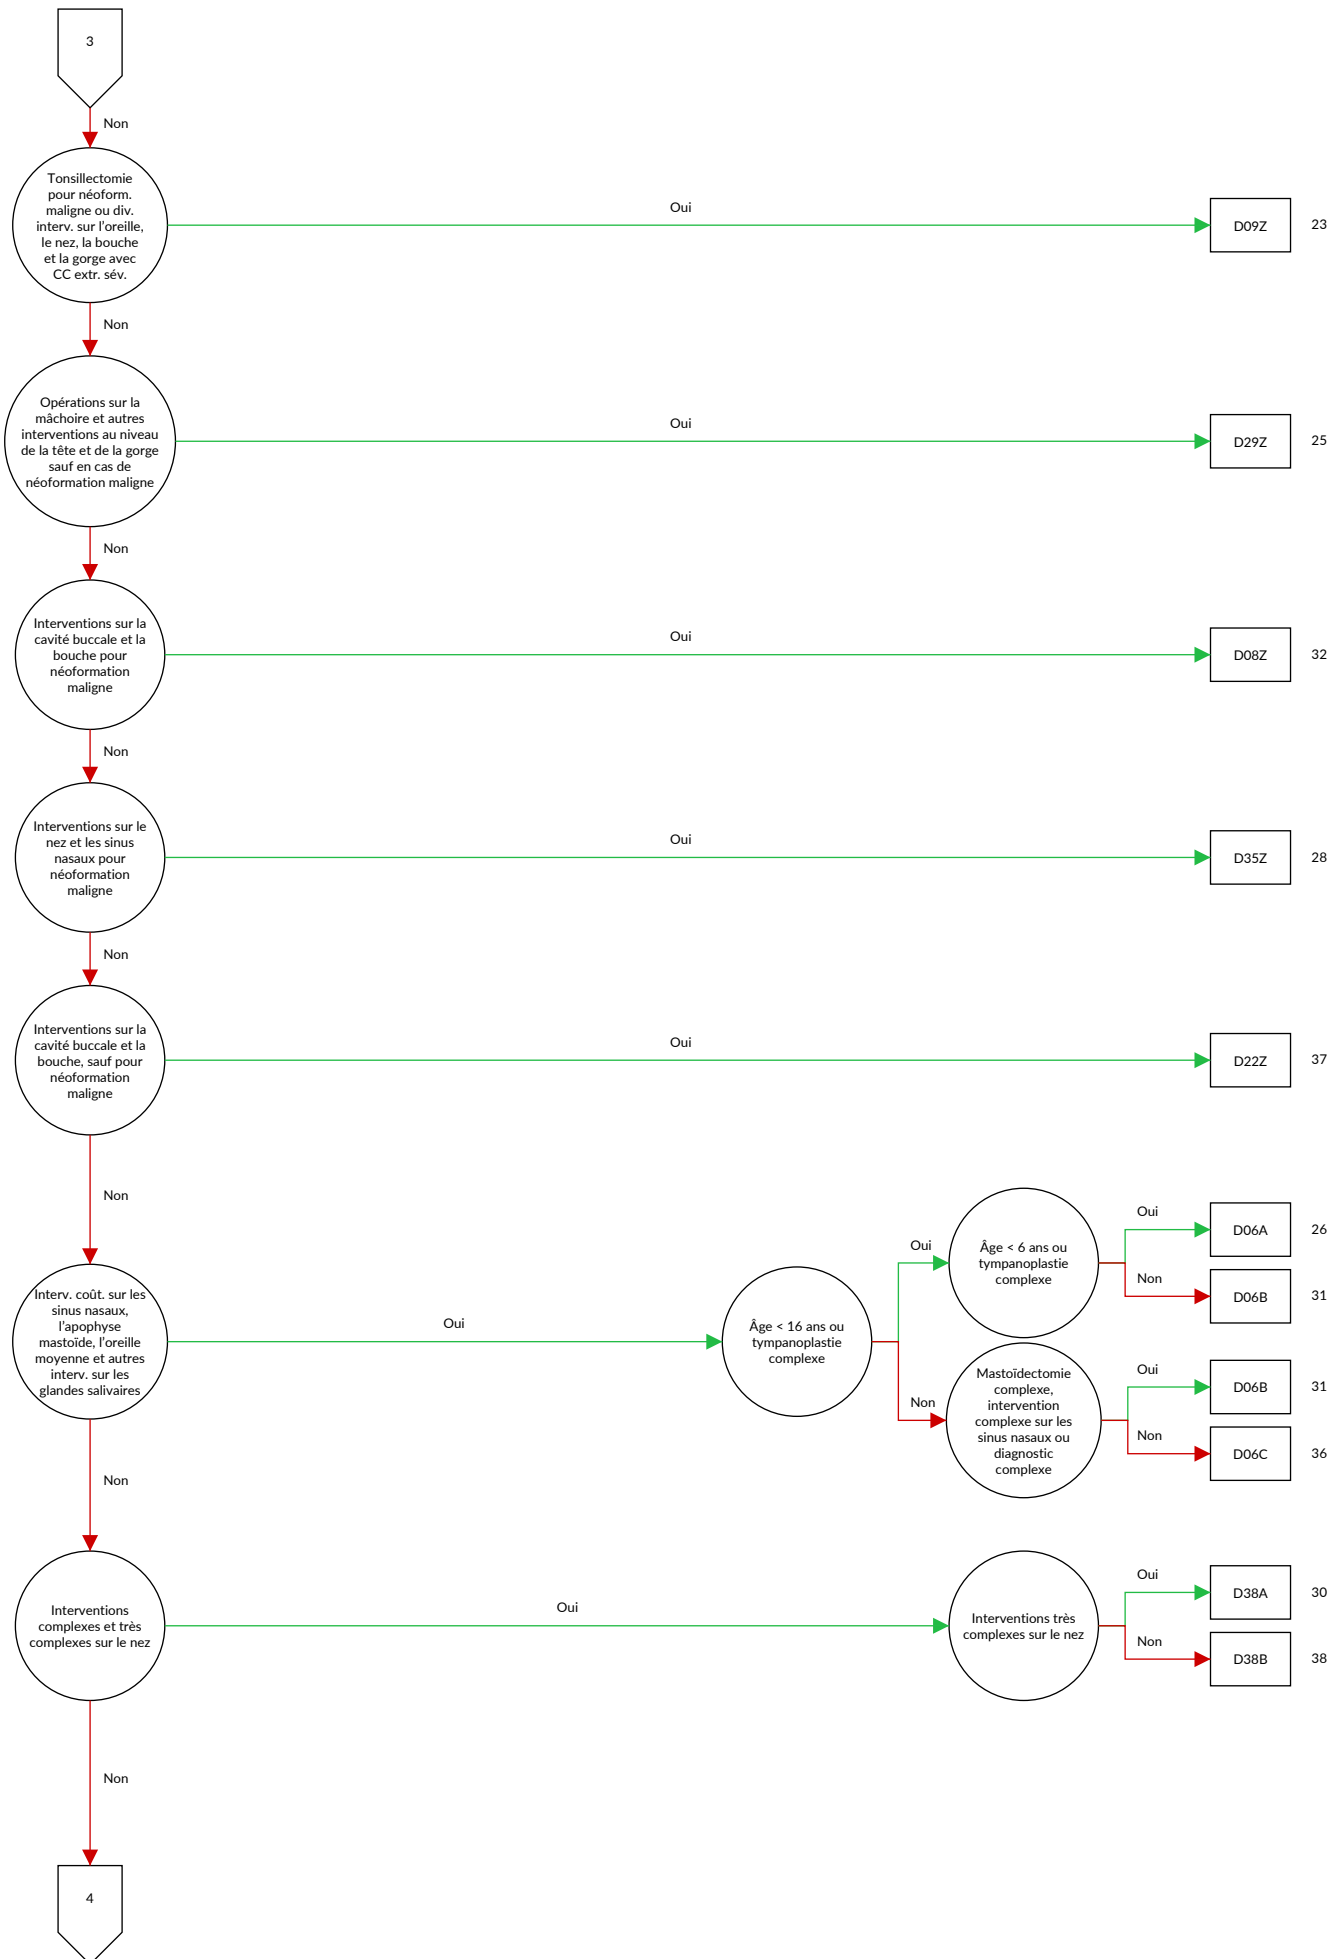 3
Non
Tonsillectomie
pour néoform.
maligne ou div.
interv. sur l'oreille,
le nez, la bouche
et la gorge avec
CC extr. sév.
Oui
D09Z
23
Non
Opérations sur la
mâchoire et autres
interventions au niveau
de la tête et de la gorge
sauf en cas de
néoformation maligne
Oui
D29Z
25
Non
Interventions sur la
cavité buccale et la
bouche pour
néoformation
maligne
Oui
D08Z
32
Non
Interventions sur le
nez et les sinus
nasaux pour
néoformation
maligne
Oui
D35Z
28
Non
Interventions sur la
cavité buccale et la
bouche, sauf pour
néoformation
maligne
Oui
D22Z
37
Non
Interv. coût. sur les
sinus nasaux,
l'apophyse
mastoïde, l'oreille
moyenne et autres
interv. sur les
glandes salivaires
Oui
Âge < 16 ans ou
tympanoplastie
complexe
Oui
Âge < 6 ans ou
tympanoplastie
complexe
Oui
D06A
26
Non
D06B
31
Non
Mastoïdectomie
complexe,
intervention
complexe sur les
sinus nasaux ou
diagnostic
complexe
Oui
D06B
31
Non
D06C
36
Non
Interventions
complexes et très
complexes sur le nez
Oui
Interventions très
complexes sur le nez
Oui
D38A
30
Non
D38B
38
Non
4